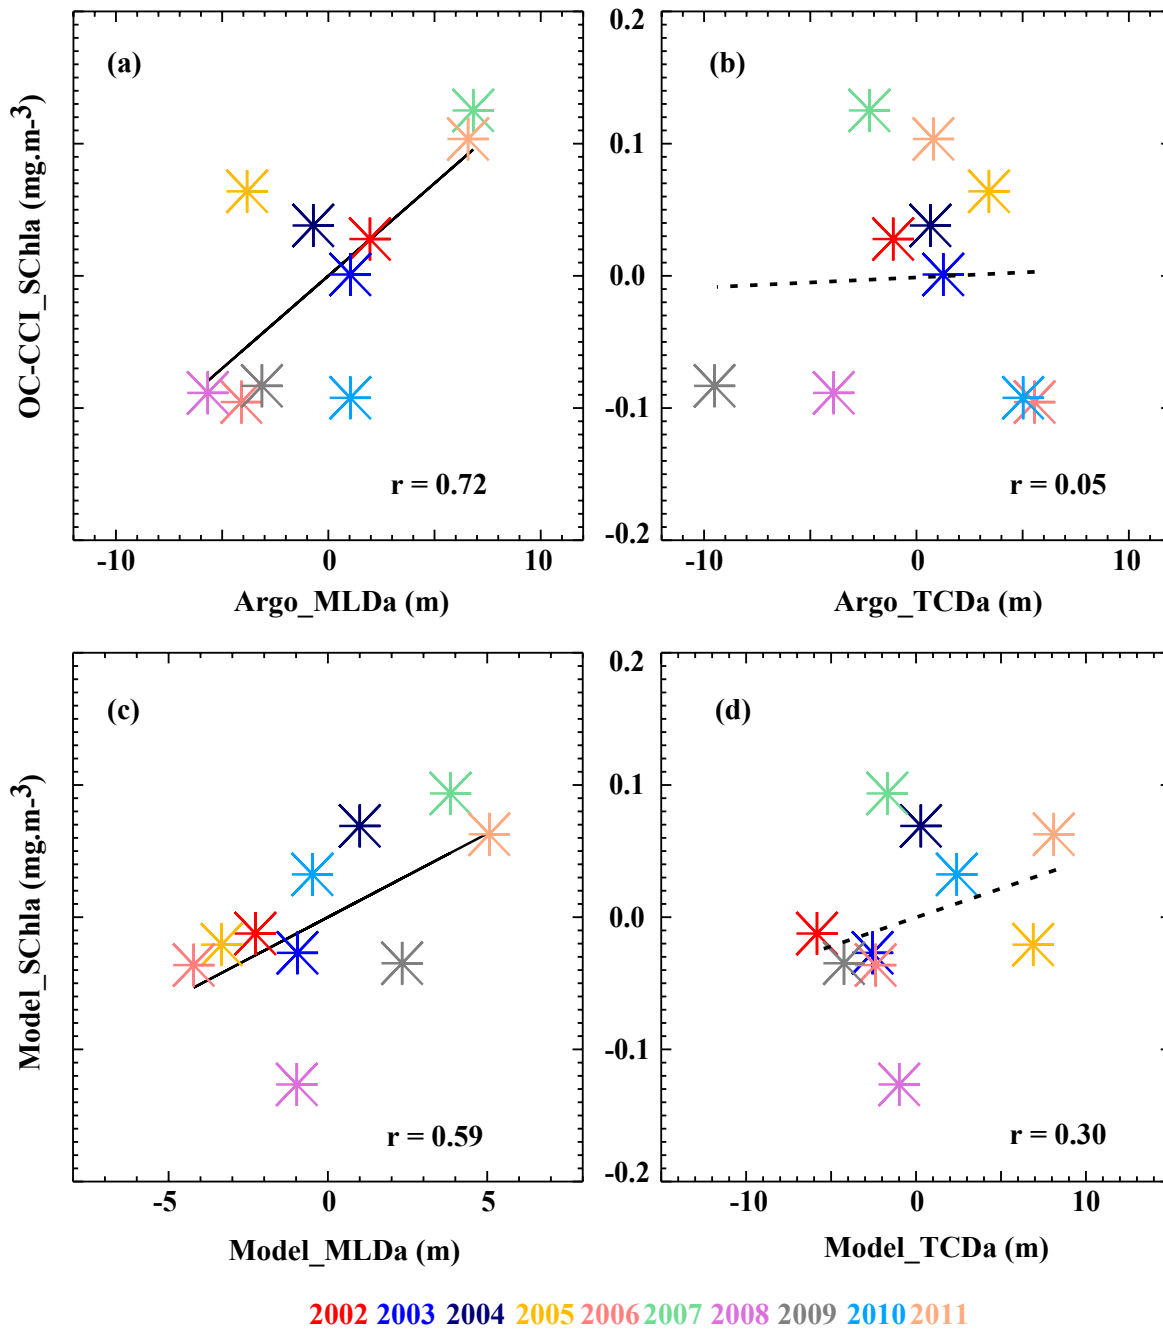 (a)
OC-CCI_SChla (mg.m-³)
-10
0
10
Argo_MLDa (m)
r = 0.72
(b)
0.2
0.1
0.0
-0.1
-0.2
-10
0
10
Argo_TCDa (m)
r = 0.05
(c)
Model_SChla (mg.m-³)
-5
0
5
Model_MLDa (m)
r = 0.59
(d)
0.2
0.1
0.0
-0.1
-0.2
-10
0
10
Model_TCDa (m)
r = 0.30
2002 2003 2004 2005 2006 2007 2008 2009 2010 2011